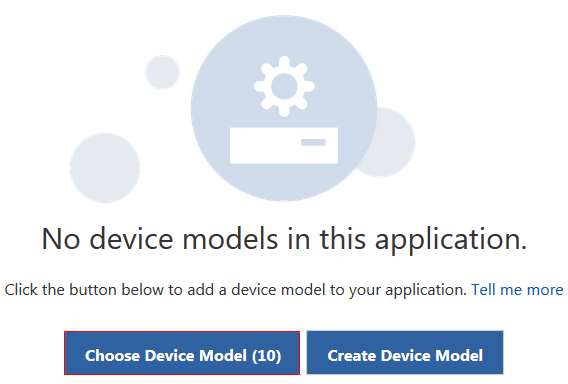 No device models in this application.
Click the button below to add a device model to your application. Tell me more
Choose Device Model (10) Create Device Model